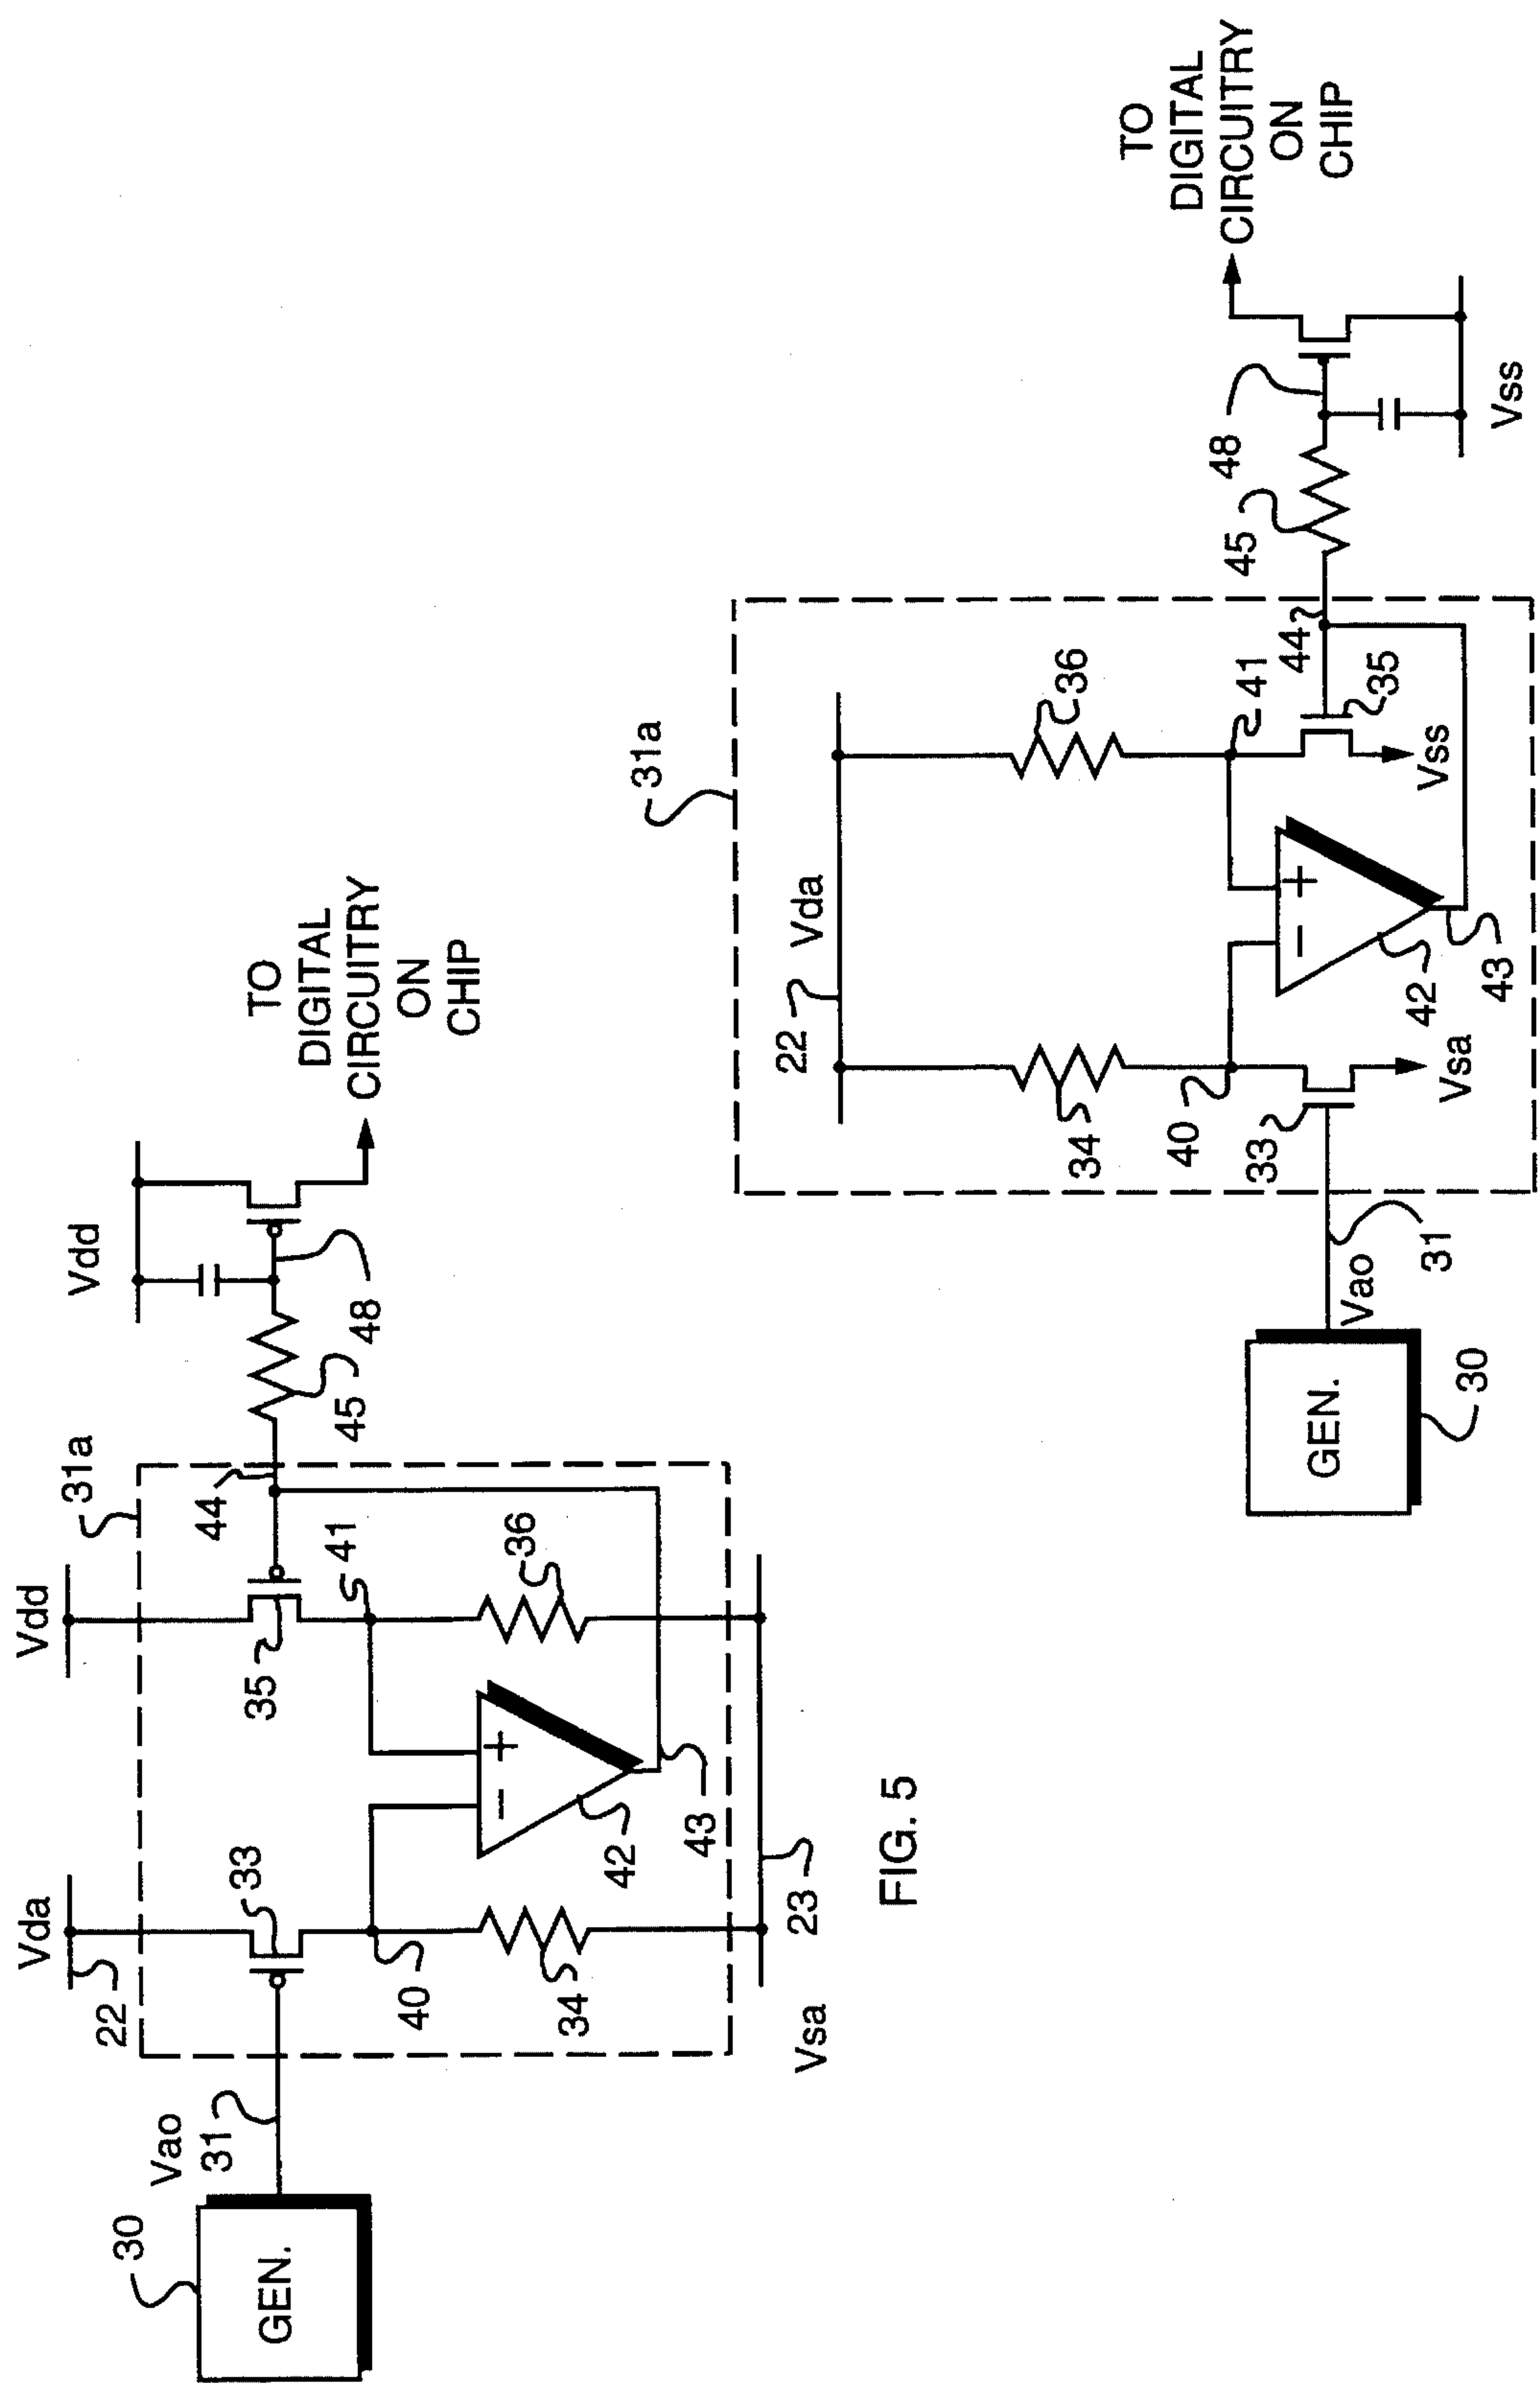 30
GEN.
Vao
31
22
Vda
33
40
34
42
43
35
Vdd
44
41
36
31a
45
48
Vdd
TO
DIGITAL
CIRCUITRY
ON
CHIP
Vsa
23
FIG. 5
GEN.
30
Vao
31
33
40
34
22
Vda
Vsa
42
43
31a
36
41
44
35
Vss
45
48
Vss
TO
DIGITAL
CIRCUITRY
ON
CHIP